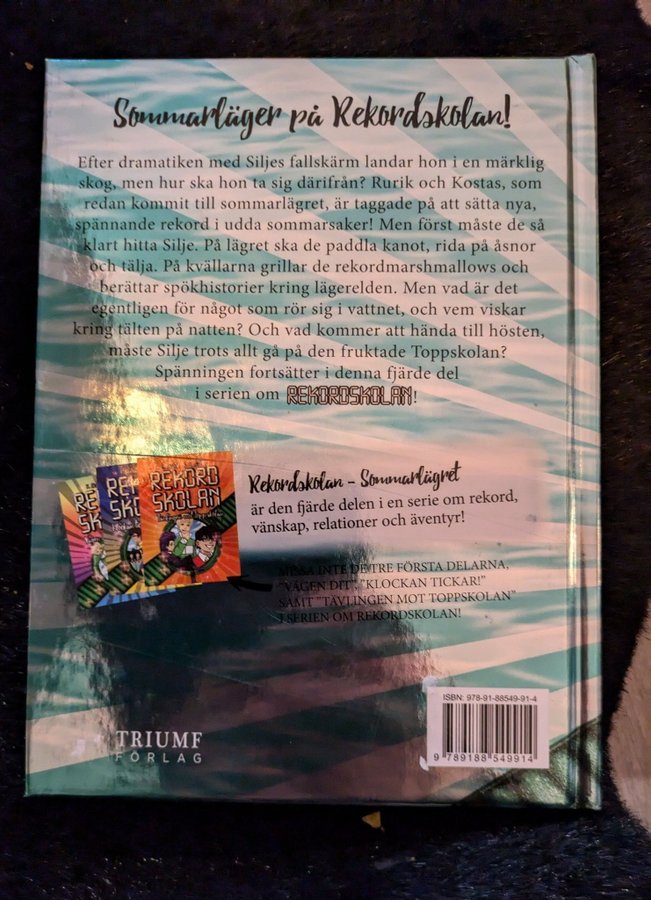 Sommarläger på Rekordskolan!
Efter dramatiken med Siljes fallskärm landar hon i en märklig
skog, men hur ska hon ta sig därifrån? Rurik och Kostas, som
redan kommit till sommarlägret, är taggade på att sätta nya,
spännande rekord i udda sommarsaker! Men först måste de så
klart hitta Silje. På lägret ska de paddla kanot, rida på åsnor
och tälja. På kvällarna grillar de rekordmarshmallows och
berättar spökhistorier kring lägerelden. Men vad är det
egentligen för något som rör sig i vattnet, och vem viskar
kring tälten på natten? Och vad kommer att hända till hösten,
måste Silje trots allt gå på den fruktade Toppskolan?
Spänningen fortsätter i denna fjärde del
i serien om REKORDSKOLAN!
REKORD
SKOLAN
Rekordskolan – Sommarlägret
är den fjärde delen i en serie om rekord,
vänskap, relationer och äventyr!
MISSA INTE DE TRE FÖRSTA DELARNA,
"VÄGEN DIT", "KLOCKAN TICKAR!"
SAMT "TÄVLINGEN MOT TOPPSKOLAN"
I SERIEN OM REKORDSKOLAN!
ISBN: 978-91-88549-91-4
9 789188 549914
TRIUMF
FÖRLAG